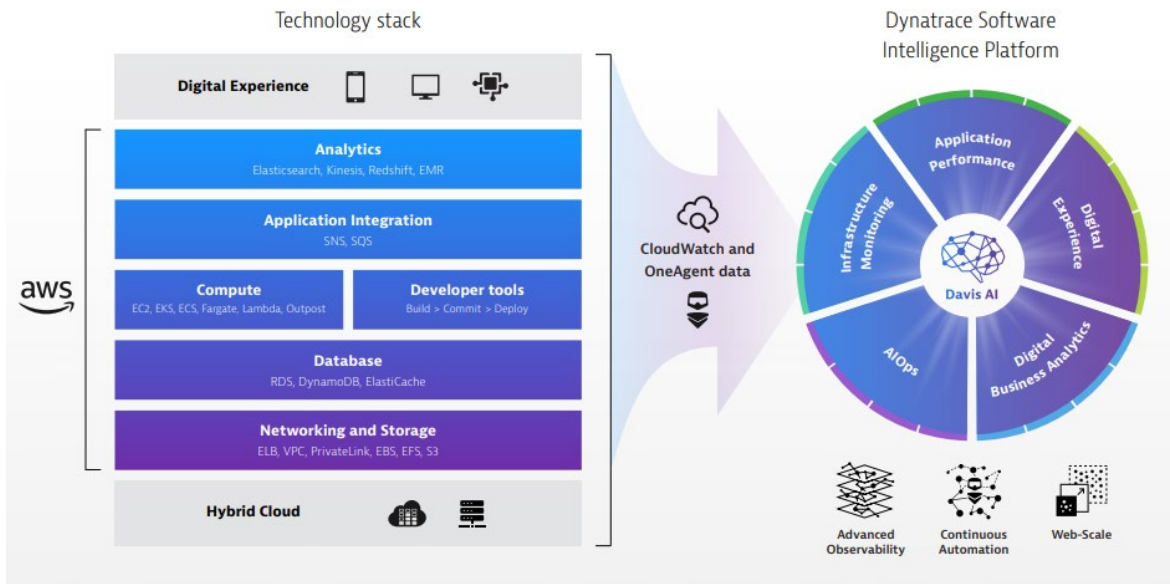 Technology stack
Dynatrace Software
Intelligence Platform
Digital Experience
aws
Analytics
Elasticsearch, Kinesis, Redshift, EMR
Application Integration
SNS, SQS
Compute
EC2, EKS, ECS, Fargate, Lambda, Outpost
Developer tools
Build > Commit > Deploy
Database
RDS, DynamoDB, ElastiCache
Networking and Storage
ELB, VPC, PrivateLink, EBS, EFS, S3
Hybrid Cloud
CloudWatch and
OneAgent data
Application
Performance
Digital
Experience
Digital
Business Analytics
AIOps
Infrastructure
Monitoring
Davis AI
Advanced
Observability
Continuous
Automation
Web-Scale